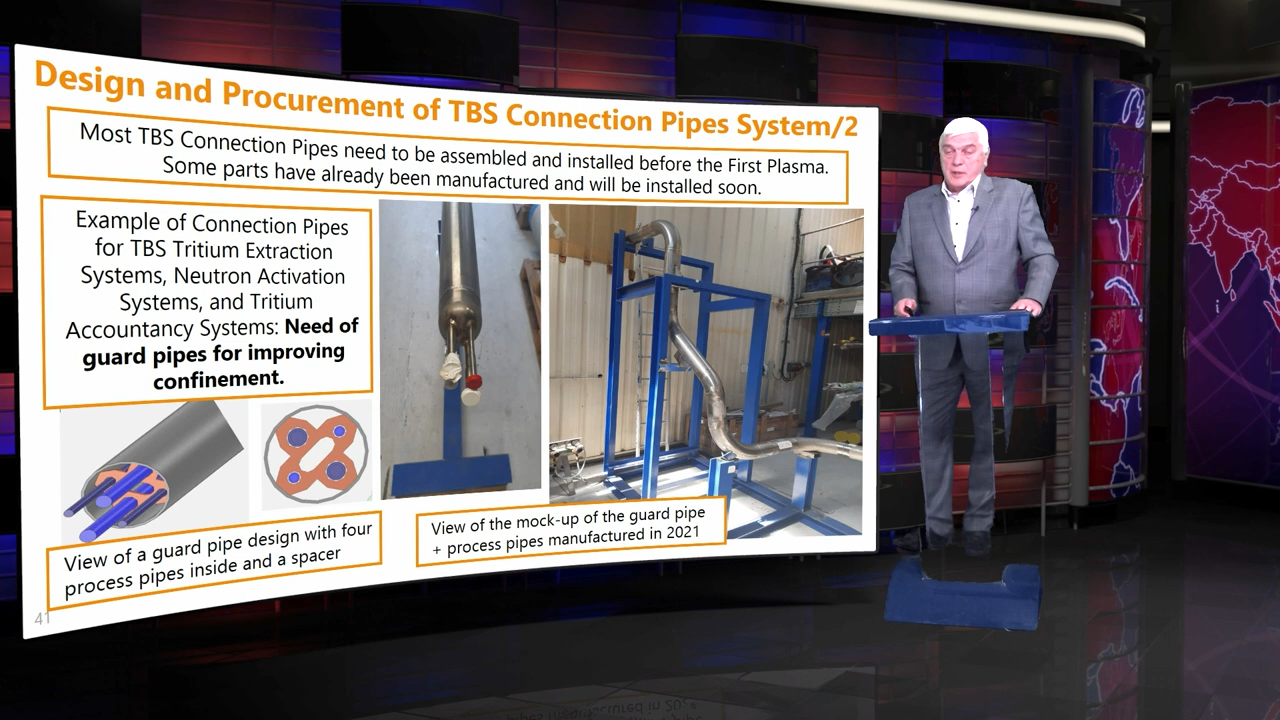 Design and Procurement of TBS Connection Pipes System/2
Most TBS Connection Pipes need to be assembled and installed before the First Plasma.
Some parts have already been manufactured and will be installed soon.
Example of Connection Pipes
for TBS Tritium Extraction
Systems, Neutron Activation
Systems, and Tritium
Accountancy Systems: Need of
guard pipes for improving
confinement.
View of a guard pipe design with four
process pipes inside and a spacer
View of the mock-up of the guard pipe
+ process pipes manufactured in 2021
41